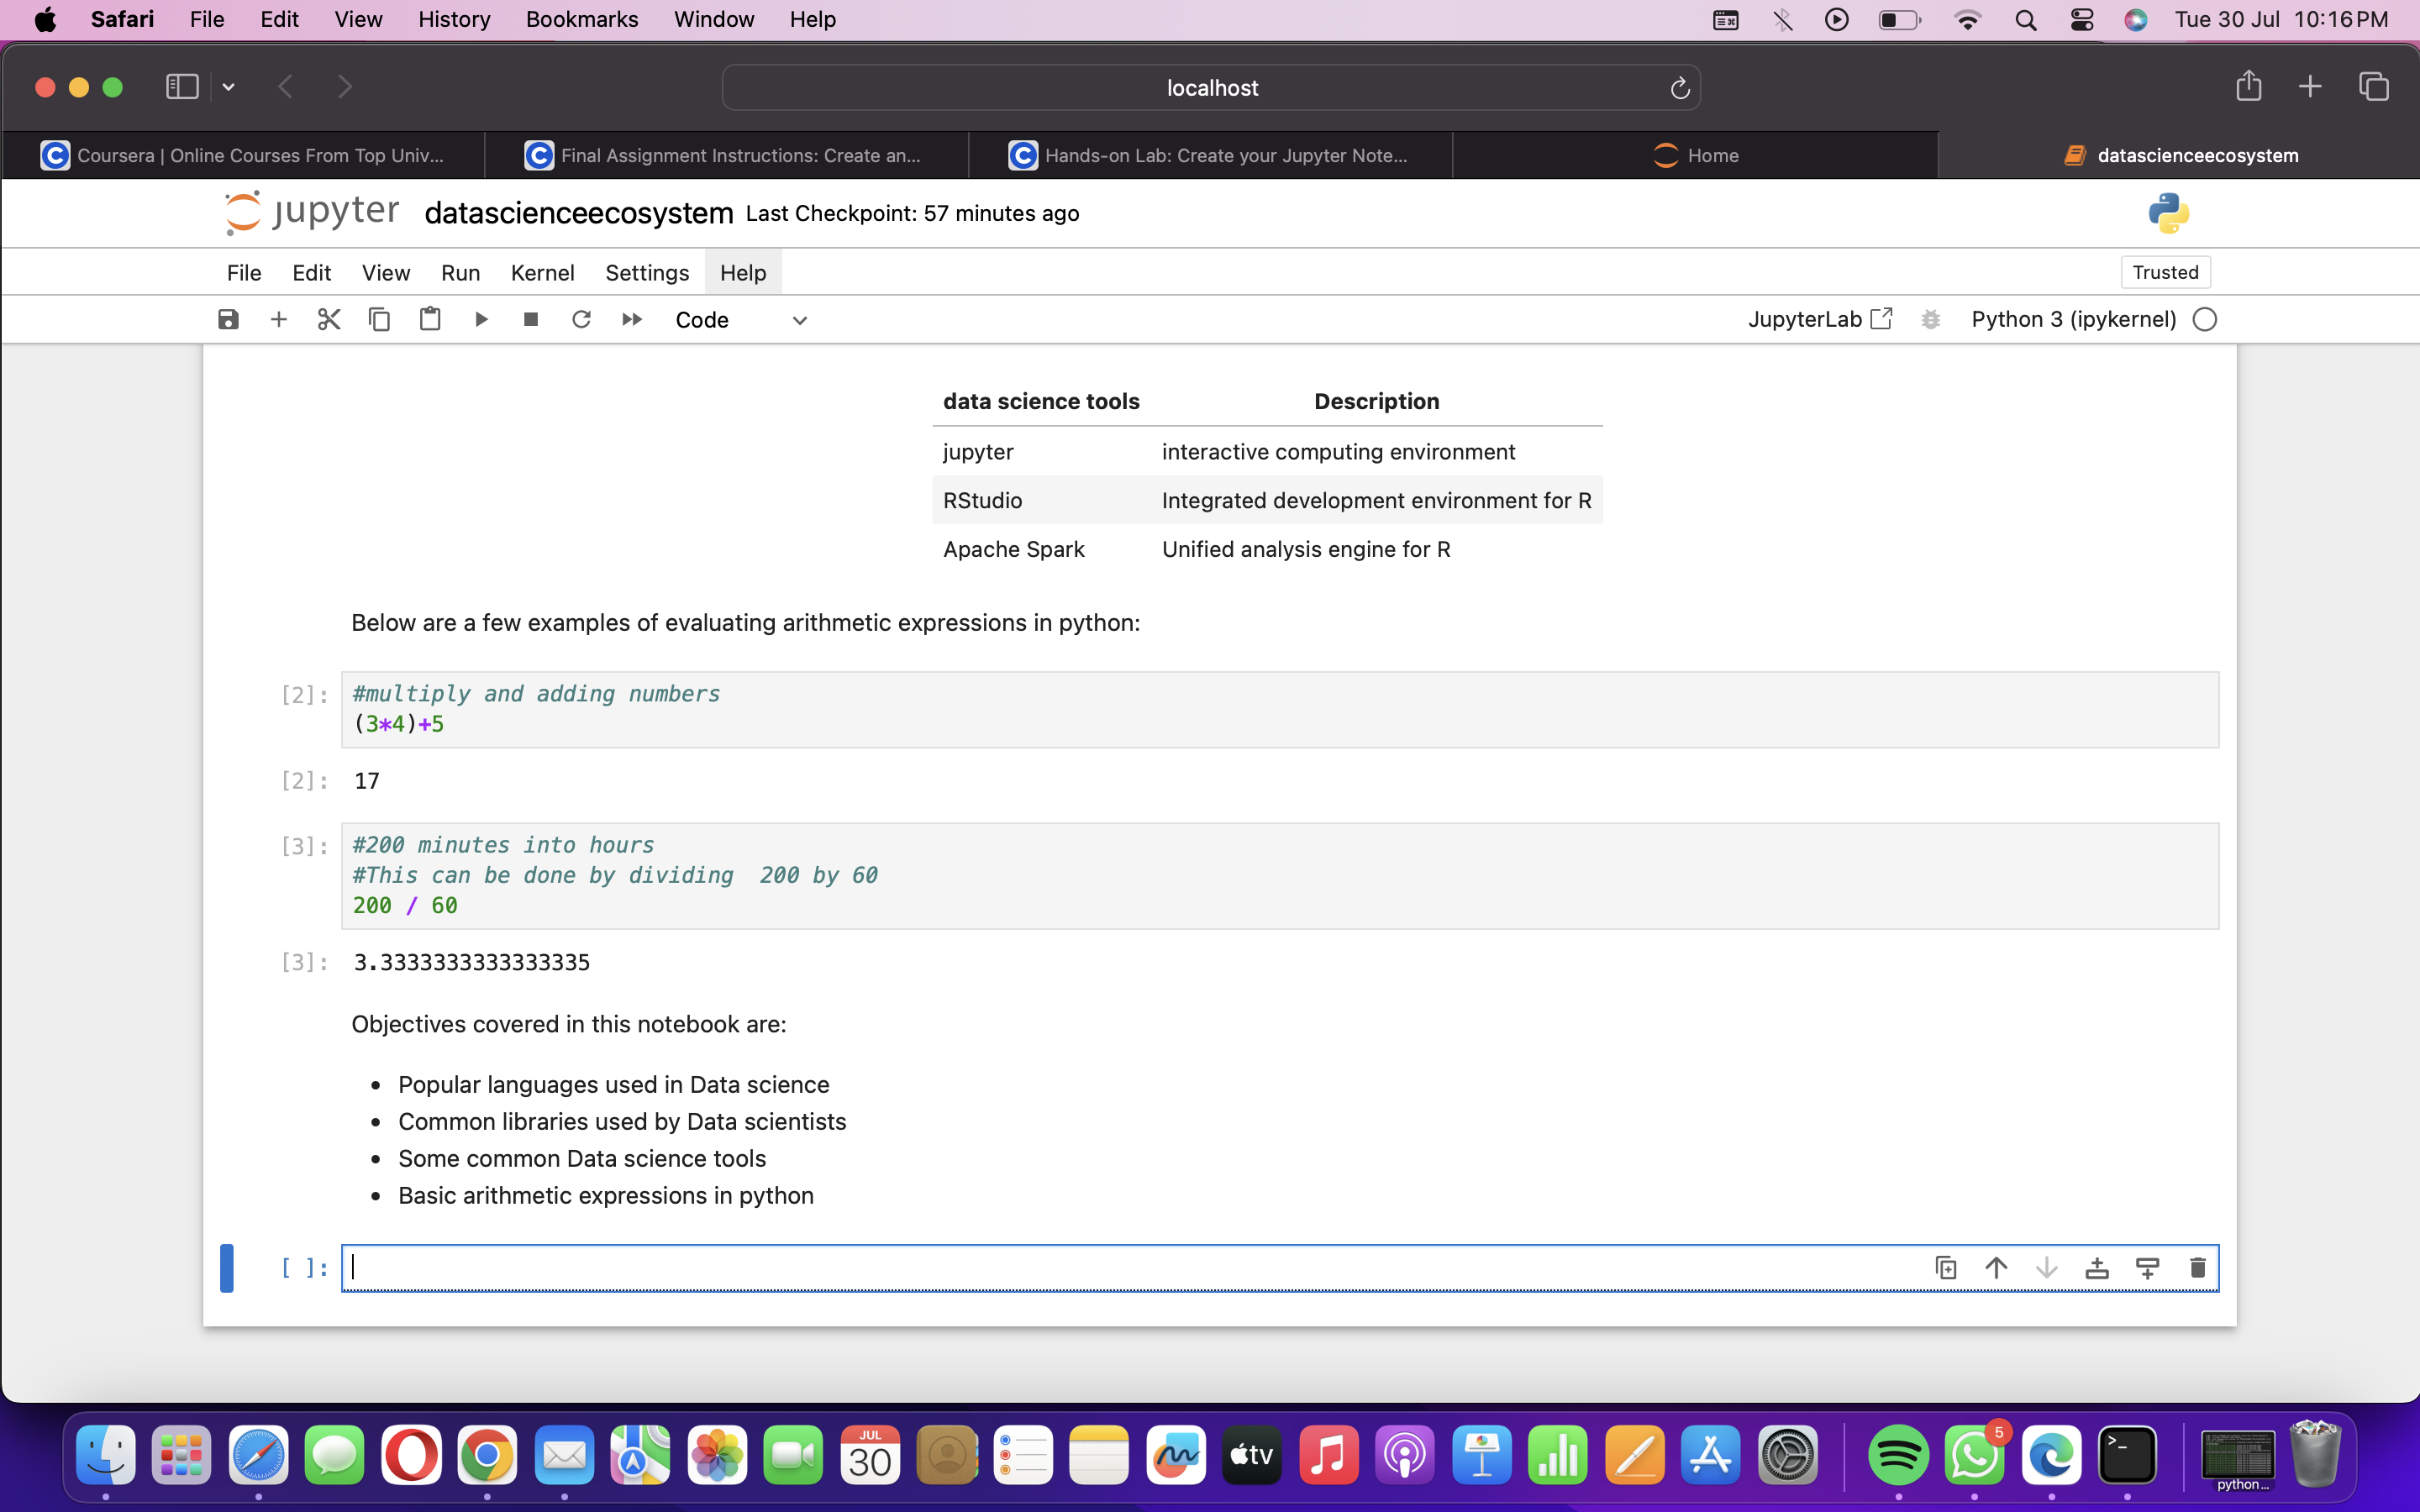 Safari File Edit View History Bookmarks Window Help Tue 30 Jul 10:16 PM
localhost
Coursera | Online Courses From Top Univ... Final Assignment Instructions: Create an... Hands-on Lab: Create your Jupyter Note... Home datascienceecosystem
jupyter datascienceecosystem Last Checkpoint: 57 minutes ago
File Edit View Run Kernel Settings Help Trusted
Code JupyterLab Python 3 (ipykernel)
data science tools Description
jupyter interactive computing environment
RStudio Integrated development environment for R
Apache Spark Unified analysis engine for R
Below are a few examples of evaluating arithmetic expressions in python:
[2]: #multiply and adding numbers
(3*4)+5
[2]: 17
[3]: #200 minutes into hours
#This can be done by dividing  200 by 60
200 / 60
[3]: 3.3333333333333335
Objectives covered in this notebook are:
• Popular languages used in Data science
• Common libraries used by Data scientists
• Some common Data science tools
• Basic arithmetic expressions in python
[ ]:
JUL
30
tv
5
>_
python...